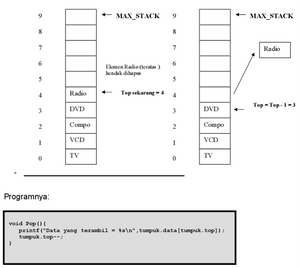 9
MAX_STACK
8
7
6
5
Elemen Radio (teratas )
hendak dihapus
4
Radio
Top sekarang = 4
3
DVD
2
Compo
1
VCD
0
TV
9
MAX_STACK
8
7
Radio
6
5
4
3
DVD
Top = Top - 1 = 3
2
Compo
1
VCD
0
TV
Programnya:
void Pop(){
printf("Data yang terambil = %s\n",tumpuk.data[tumpuk.top]);
tumpuk.top--;
}